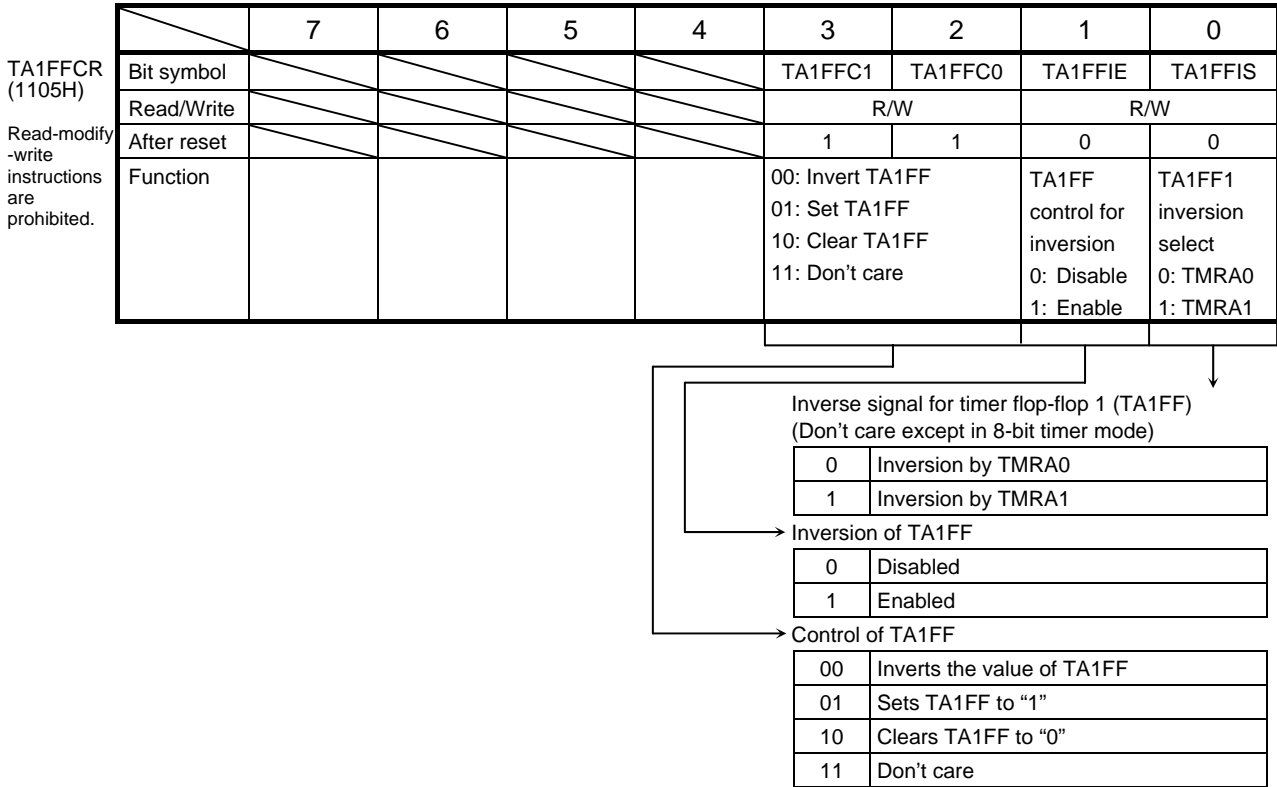 7 6 5 4 3 2 1 0
TA1FFCR
(1105H)
Read-modify
-write
instructions
are
prohibited.
Bit symbol TA1FFC1 TA1FFC0 TA1FFIE TA1FFIS
Read/Write R/W R/W
After reset 1 1 0 0
Function
00: Invert TA1FF
01: Set TA1FF
10: Clear TA1FF
11: Don't care
TA1FF
control for
inversion
0: Disable
1: Enable
TA1FF1
inversion
select
0: TMRA0
1: TMRA1
Inverse signal for timer flop-flop 1 (TA1FF)
(Don't care except in 8-bit timer mode)
0 Inversion by TMRA0
1 Inversion by TMRA1
Inversion of TA1FF
0 Disabled
1 Enabled
Control of TA1FF
00 Inverts the value of TA1FF
01 Sets TA1FF to “1”
10 Clears TA1FF to “0”
11 Don't care